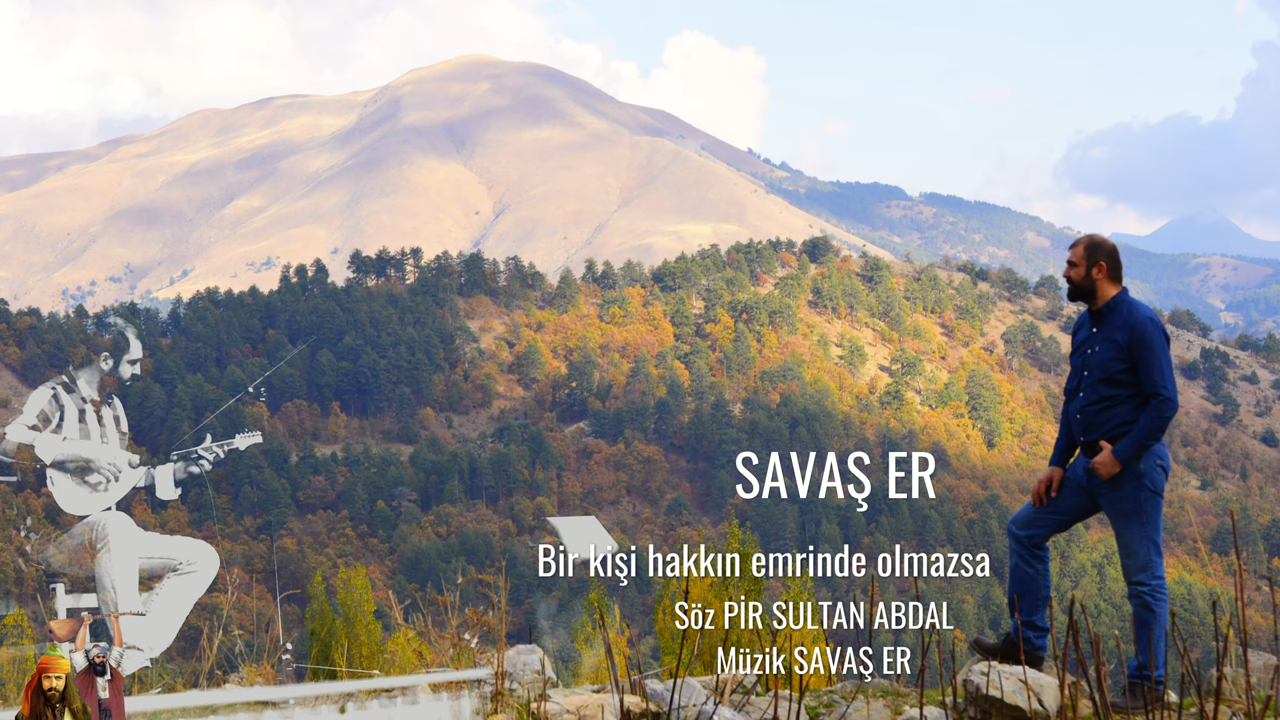 SAVAŞ ER
Bir kişi hakkın emrinde olmazsa
Söz PİR SULTAN ABDAL
Müzik SAVAŞ ER